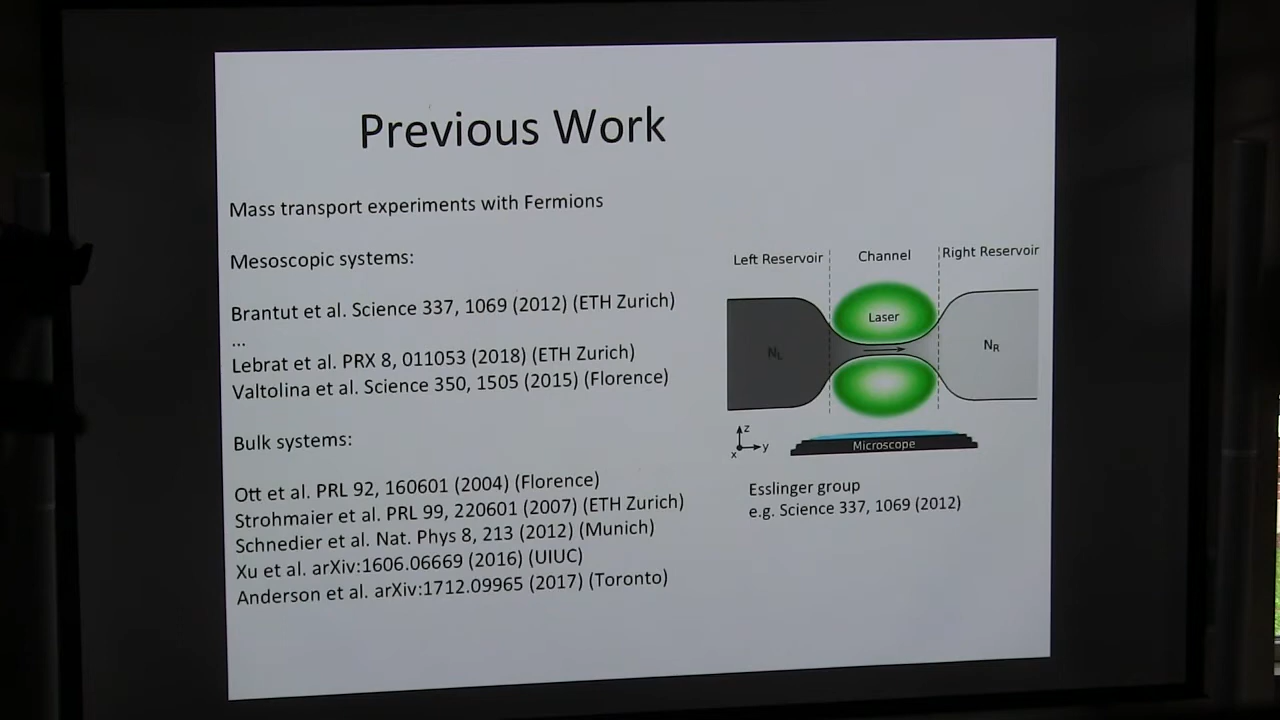 Previous Work
Mass transport experiments with Fermions
Mesoscopic systems:
Brantut et al. Science 337, 1069 (2012) (ETH Zurich)
...
Lebrat et al. PRX 8, 011053 (2018) (ETH Zurich)
Valtolina et al. Science 350, 1505 (2015) (Florence)
Bulk systems:
Ott et al. PRL 92, 160601 (2004) (Florence)
Strohmaier et al. PRL 99, 220601 (2007) (ETH Zurich)
Schnedier et al. Nat. Phys 8, 213 (2012) (Munich)
Xu et al. arXiv:1606.06669 (2016) (UIUC)
Anderson et al. arXiv:1712.09965 (2017) (Toronto)
Left Reservoir Channel Right Reservoir
Laser
NL NR
z
x y
Microscope
Esslinger group
e.g. Science 337, 1069 (2012)